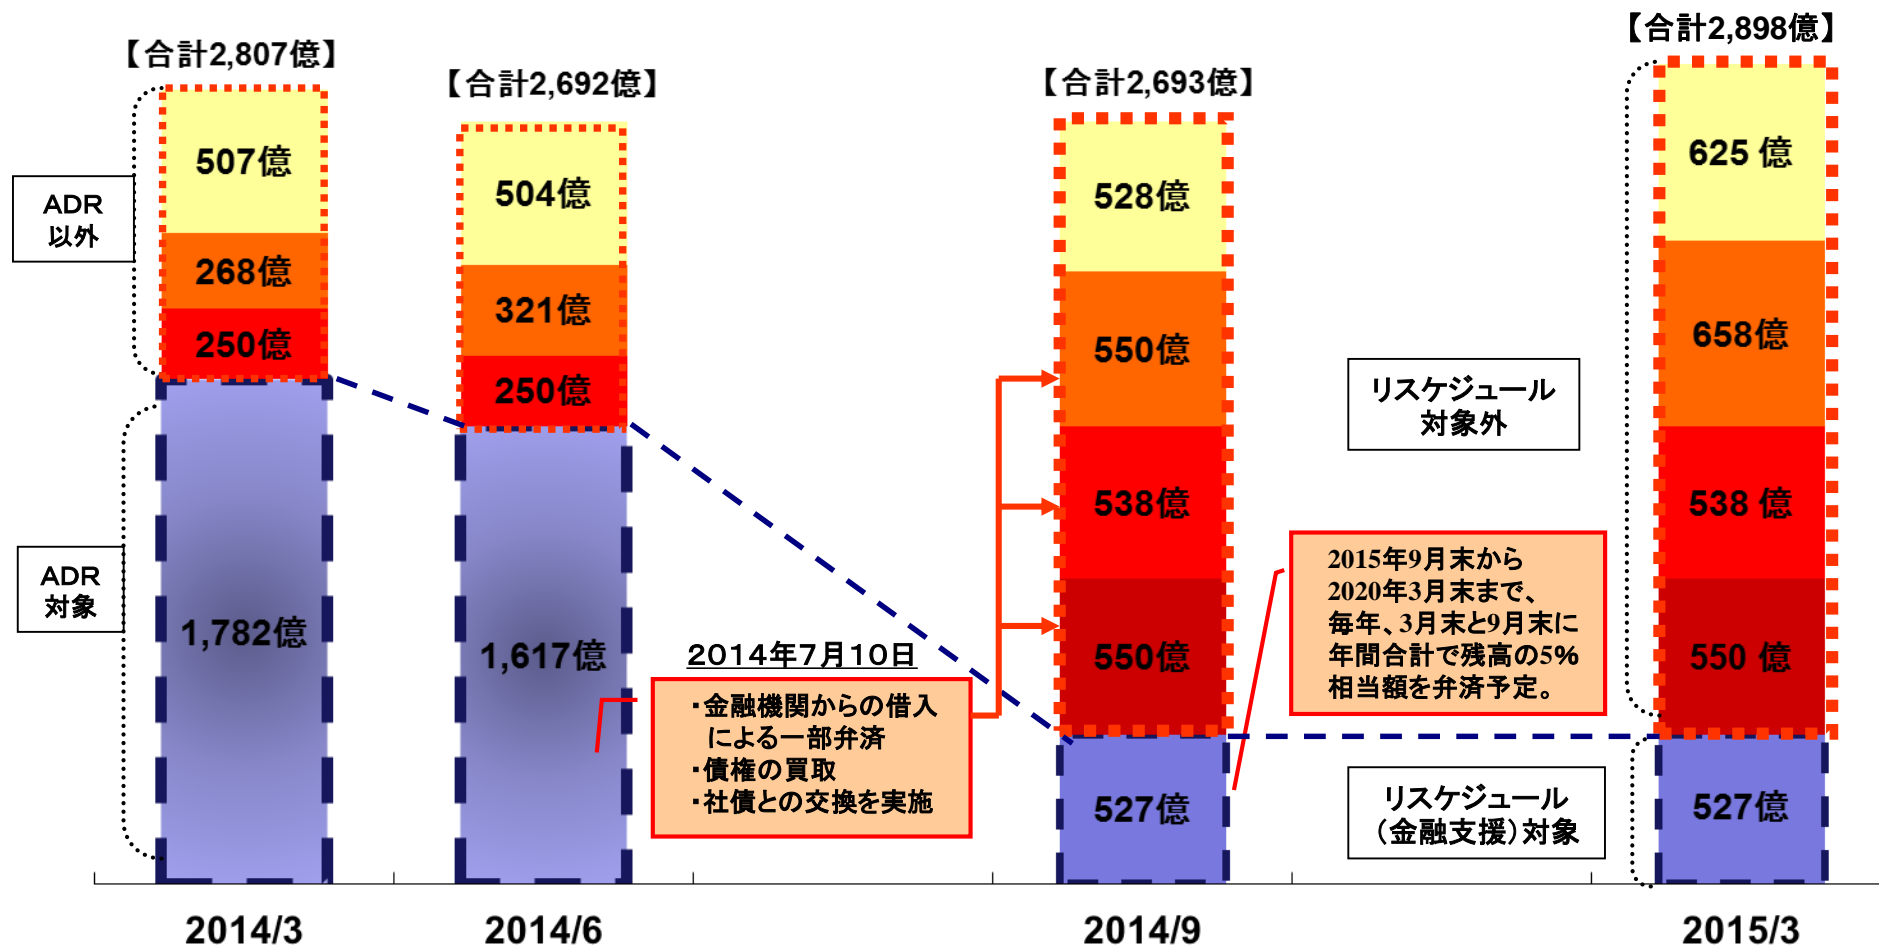 【合計2,807億】
507億
268億
250億
1,782億
ADR
以外
ADR
対象
【合計2,692億】
504億
321億
250億
1,617億
2014年7月10日
・金融機関からの借入
による一部弁済
・債権の買取
・社債との交換を実施
【合計2,693億】
528億
550億
538億
550億
527億
リスケジュール
対象外
2015年9月末から
2020年3月末まで、
毎年、3月末と9月末に
年間合計で残高の5%
相当額を弁済予定。
リスケジュール
（金融支援）対象
【合計2,898億】
625 億
658億
538 億
550 億
527億
2014/3
2014/6
2014/9
2015/3